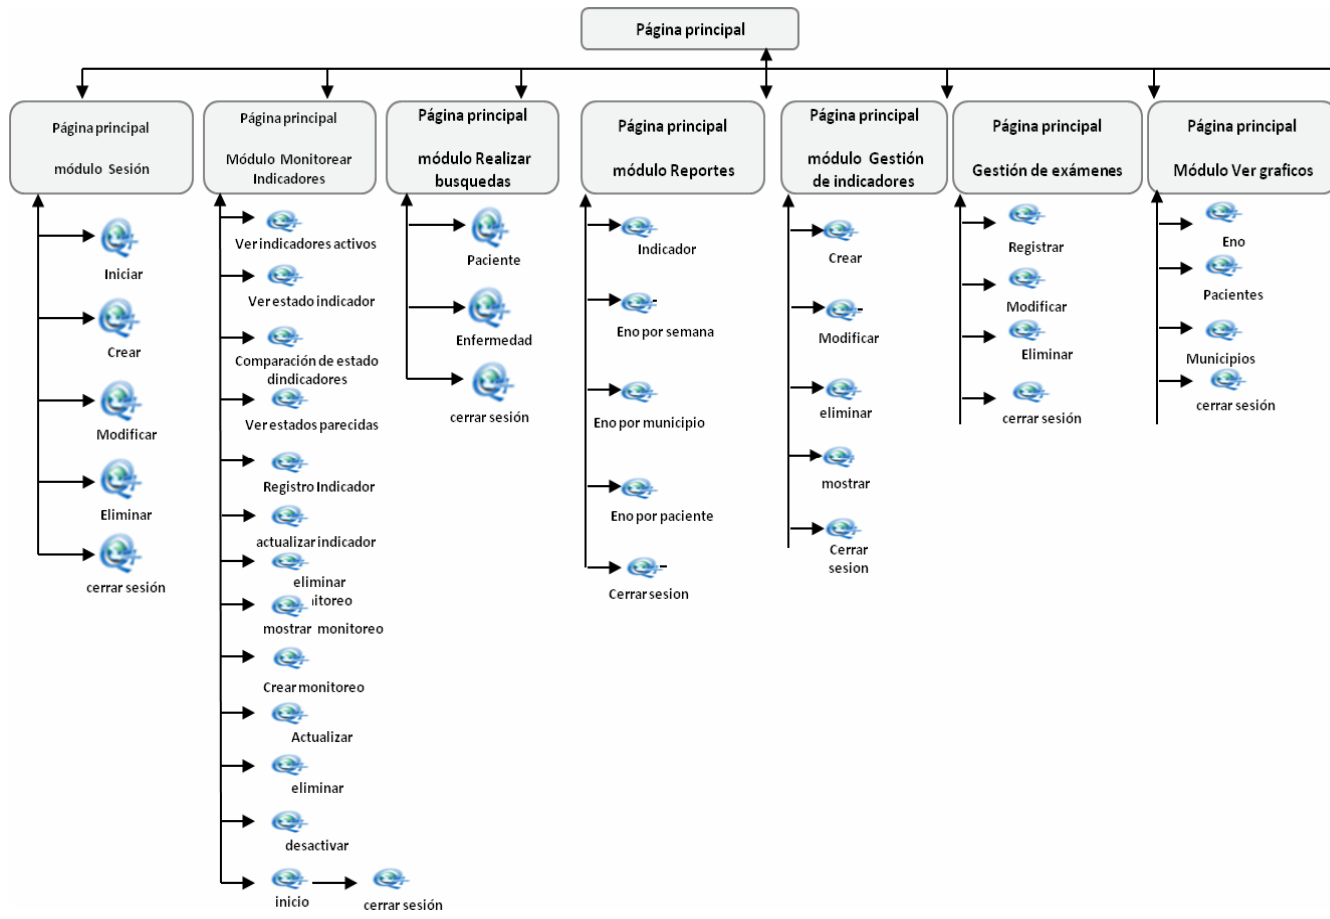 Página principal
Página principal
módulo Sesión
Iniciar
Crear
Modificar
Eliminar
cerrar sesión
Página principal
Módulo Monitorear
Indicadores
Ver indicadores activos
Ver estado indicador
Comparación de estado
dindicadores
Ver estados parecidas
Registro Indicador
actualizar indicador
eliminar
itoreo
mostrar monitoreo
Crear monitoreo
Actualizar
eliminar
desactivar
inicio
cerrar sesión
Página principal
módulo Realizar
busquedas
Paciente
Enfermedad
cerrar sesión
Página principal
módulo Reportes
Indicador
Eno por semana
Eno por municipio
Eno por paciente
Cerrar sesion
Página principal
módulo Gestión
de indicadores
Crear
Modificar
eliminar
mostrar
Cerrar
sesion
Página principal
Gestión de exámenes
Registrar
Modificar
Eliminar
cerrar sesión
Página principal
Módulo Ver graficos
Eno
Pacientes
Municipios
cerrar sesión